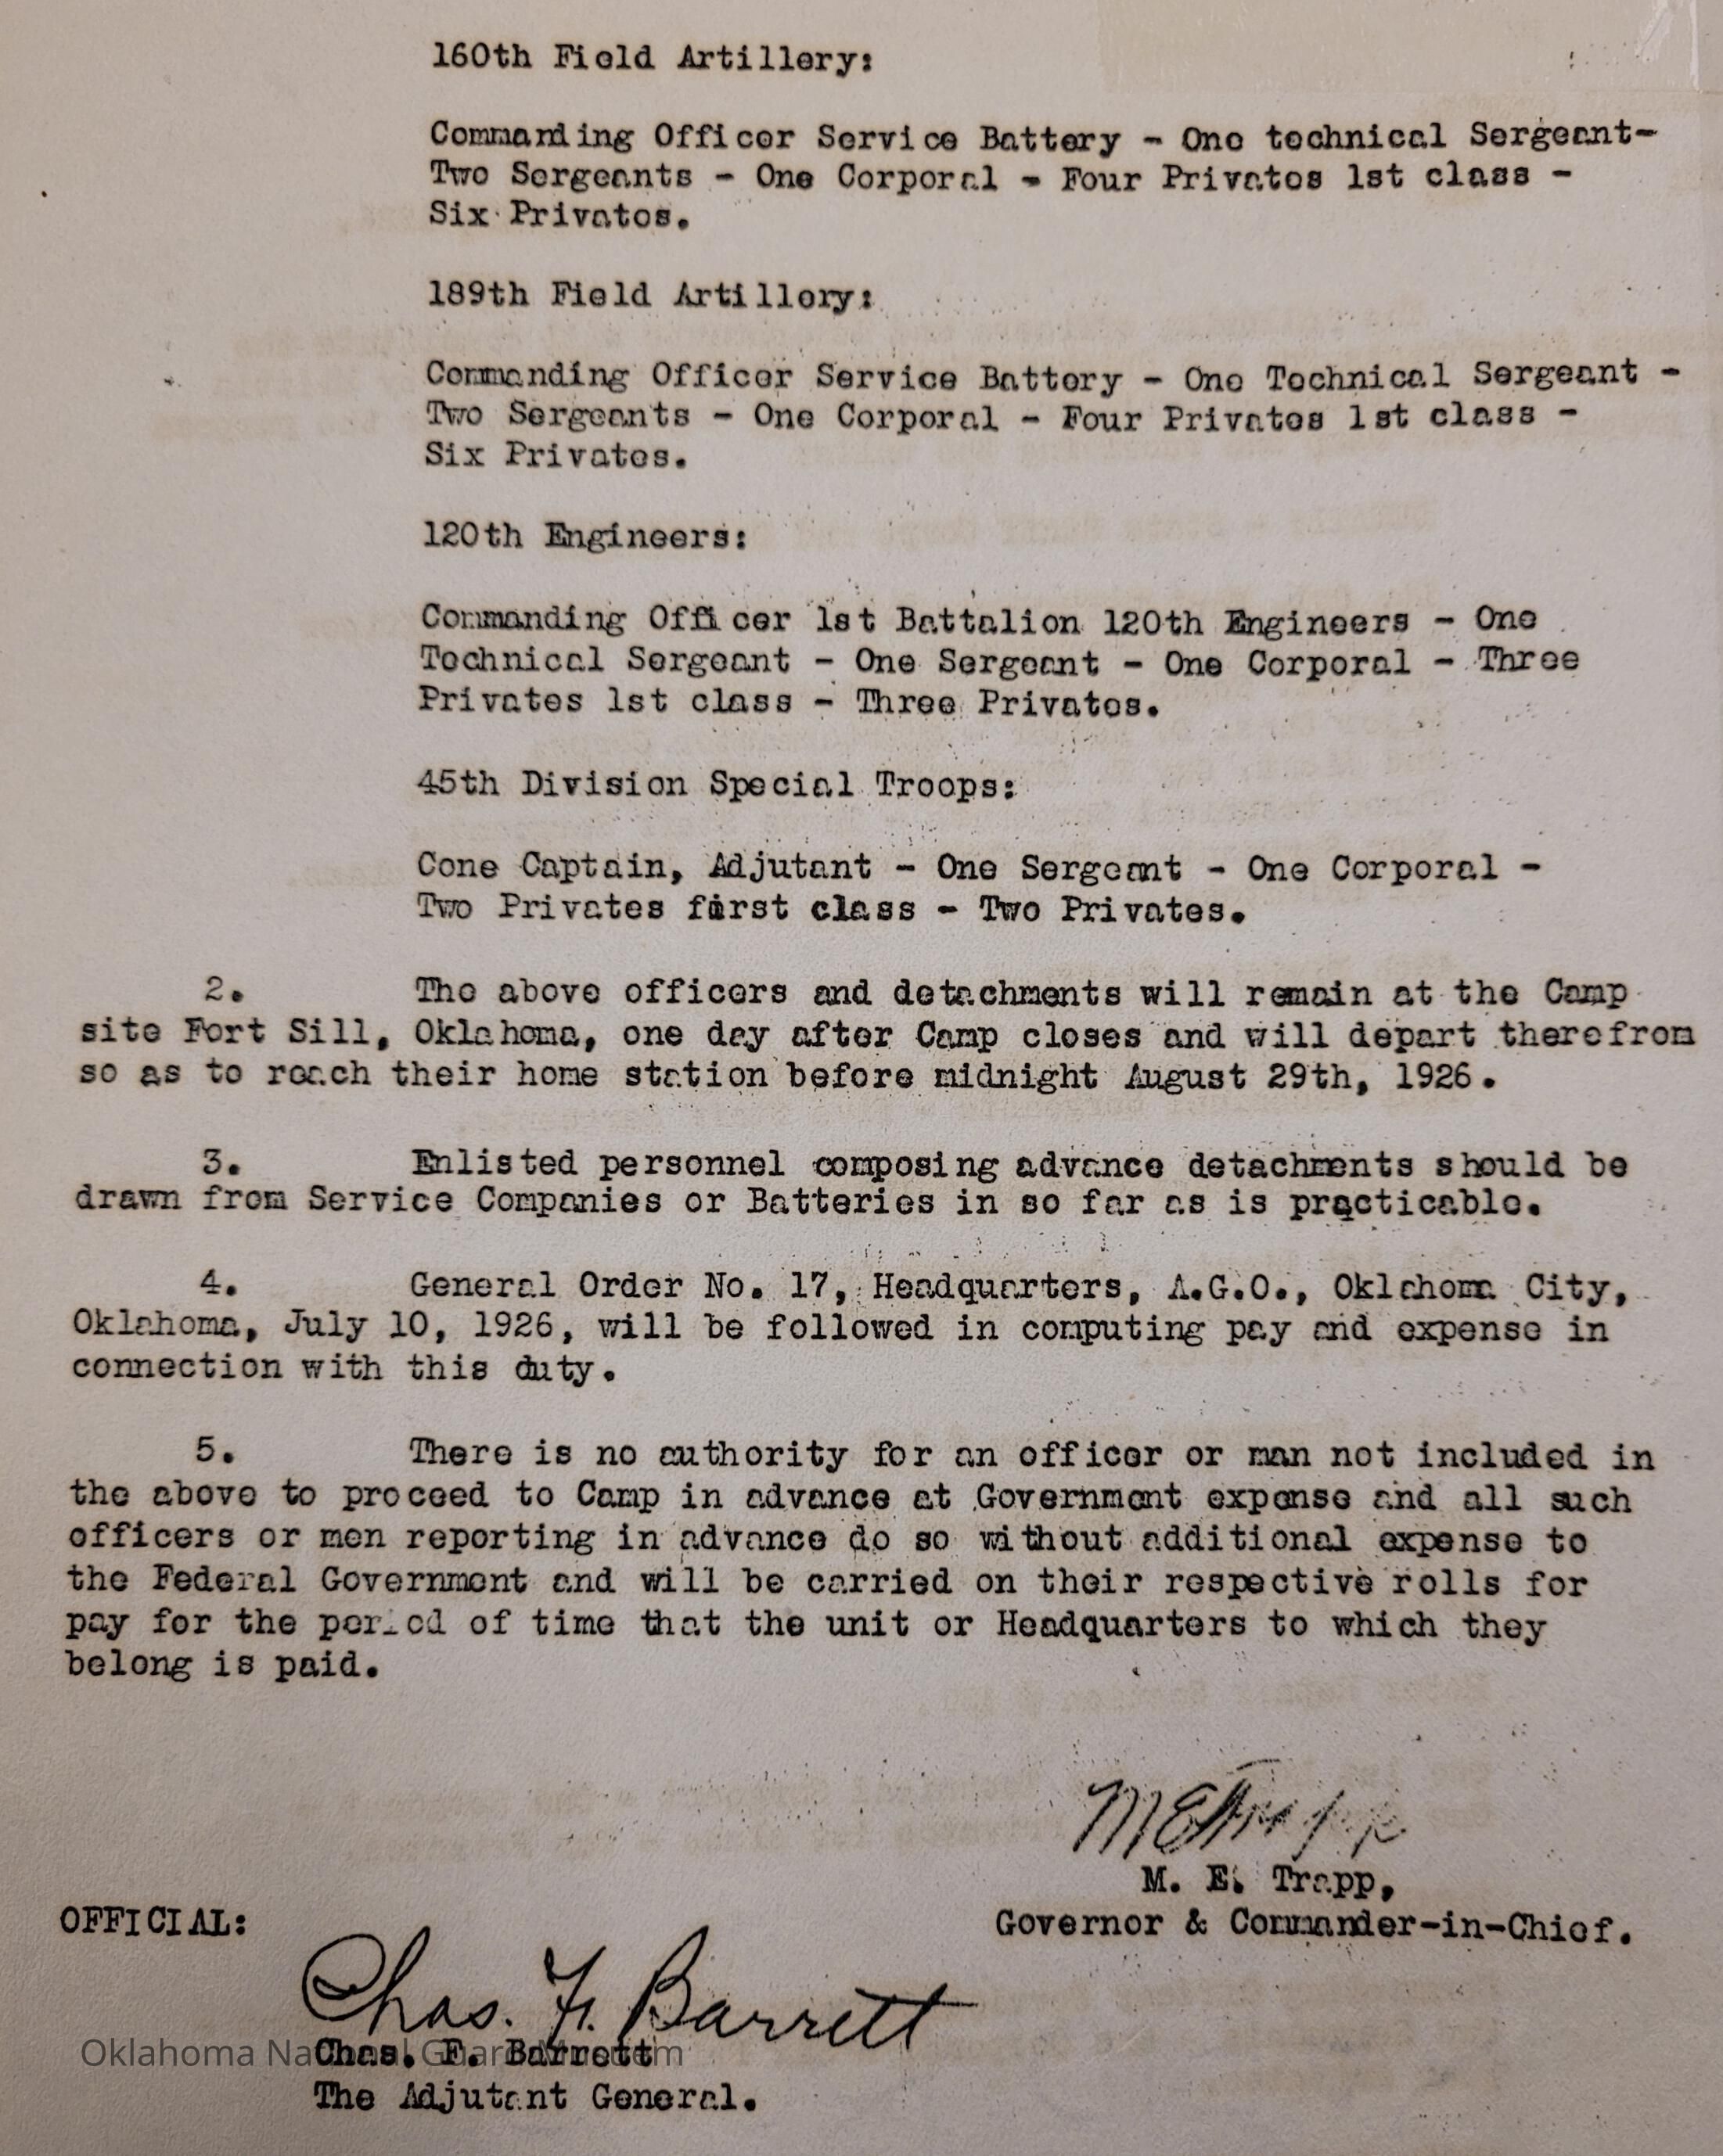 160th Field Artillery:
Commanding Officer Service Battery - One technical Sergeant-
Two Sergeants - One Corporal - Four Privates 1st class -
Six Privates.
189th Field Artillery:
Commanding Officer Service Battery - One Technical Sergeant -
Two Sergeants - One Corporal - Four Privates 1st class -
Six Privates.
120th Engineers:
Commanding Officer 1st Battalion 120th Engineers - One
Technical Sergeant - One Sergeant - One Corporal - Three
Privates 1st class - Three Privates.
45th Division Special Troops:
Cone Captain, Adjutant - One Sergeant - One Corporal -
Two Privates first class - Two Privates.
2. The above officers and detachments will remain at the Camp
site Fort Sill, Oklahoma, one day after Camp closes and will depart therefrom
so as to reach their home station before midnight August 29th, 1926.
3. Enlisted personnel composing advance detachments should be
drawn from Service Companies or Batteries in so far as is practicable.
4. General Order No. 17, Headquarters, A.G.O., Oklahoma City,
Oklahoma, July 10, 1926, will be followed in computing pay and expense in
connection with this duty.
5. There is no authority for an officer or man not included in
the above to proceed to Camp in advance at Government expense and all such
officers or men reporting in advance do so without additional expense to
the Federal Government and will be carried on their respective rolls for
pay for the period of time that the unit or Headquarters to which they
belong is paid.
M E Trapp
M. E. Trapp,
Governor & Commander-in-Chief.
OFFICIAL:
Chas. F. Barrett
Chas. F. Barrett
The Adjutant General.
Oklahoma National Guard Museum